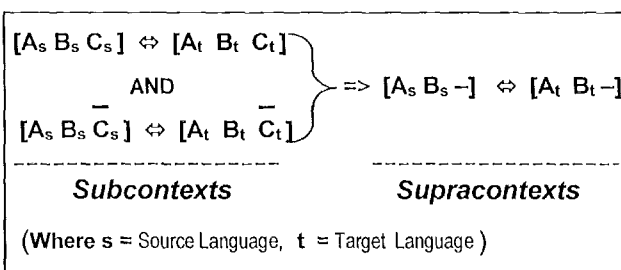 [Aₛ Bₛ Cₛ] ⇔ [Aₜ Bₜ Cₜ]
AND => [Aₛ Bₛ –] ⇔ [Aₜ Bₜ –]
[Aₛ Bₛ C̄ₛ] ⇔ [Aₜ Bₜ C̄ₜ]
Subcontexts Supracontexts
(Where s = Source Language, t = Target Language)